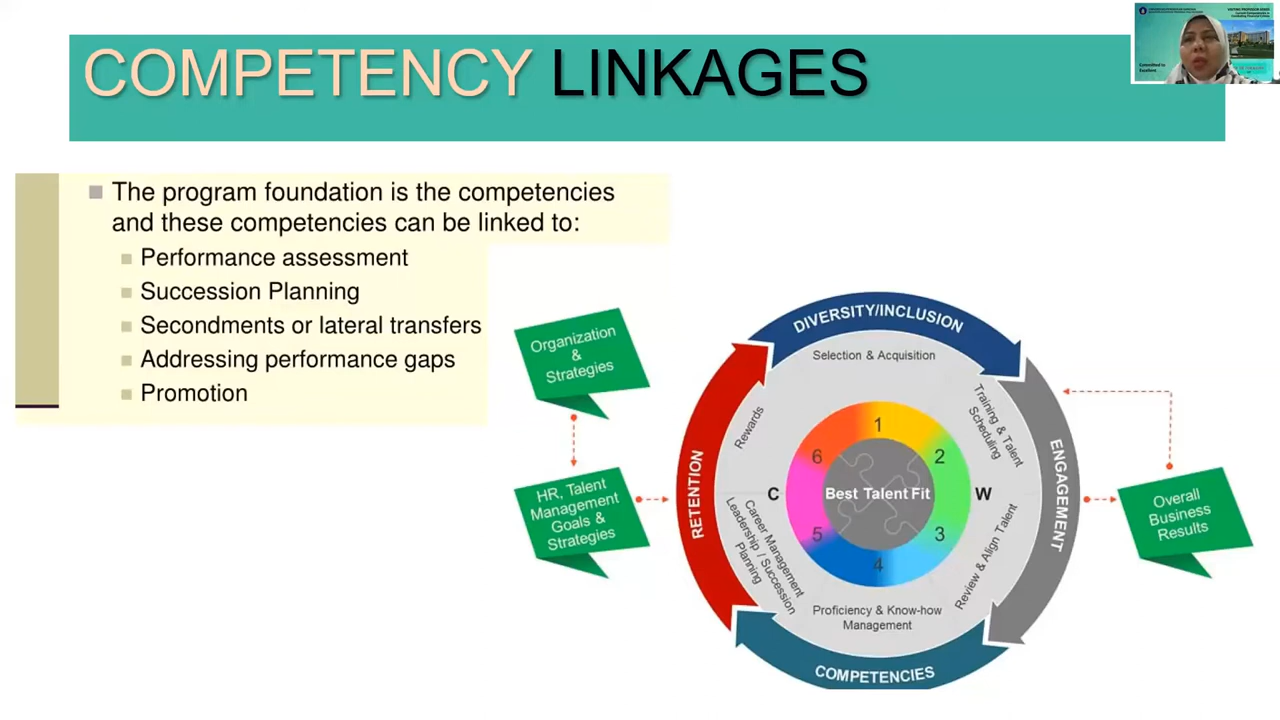 COMPETENCY LINKAGES
The program foundation is the competencies
and these competencies can be linked to:
Performance assessment
Succession Planning
Secondments or lateral transfers
Addressing performance gaps
Promotion
Organization
&
Strategies
HR, Talent
Management
Goals &
Strategies
DIVERSITY/INCLUSION
Selection & Acquisition
Training & Talent
Scheduling
ENGAGEMENT
Review & Align Talent
Proficiency & Know-how
Management
COMPETENCIES
Career Management
Leadership / Succession
Planning
RETENTION
Rewards
1
2
3
4
5
6
C
Best Talent Fit
W
Overall
Business
Results
Committed to
Excellent